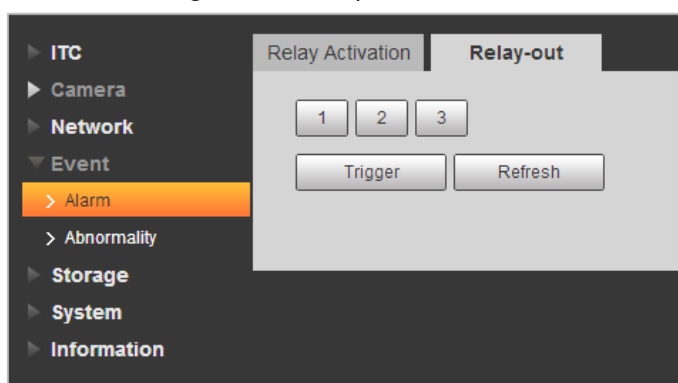 ITC
Camera
Network
Event
Alarm
Abnormality
Storage
System
Information
Relay Activation Relay-out
1 2 3
Trigger Refresh